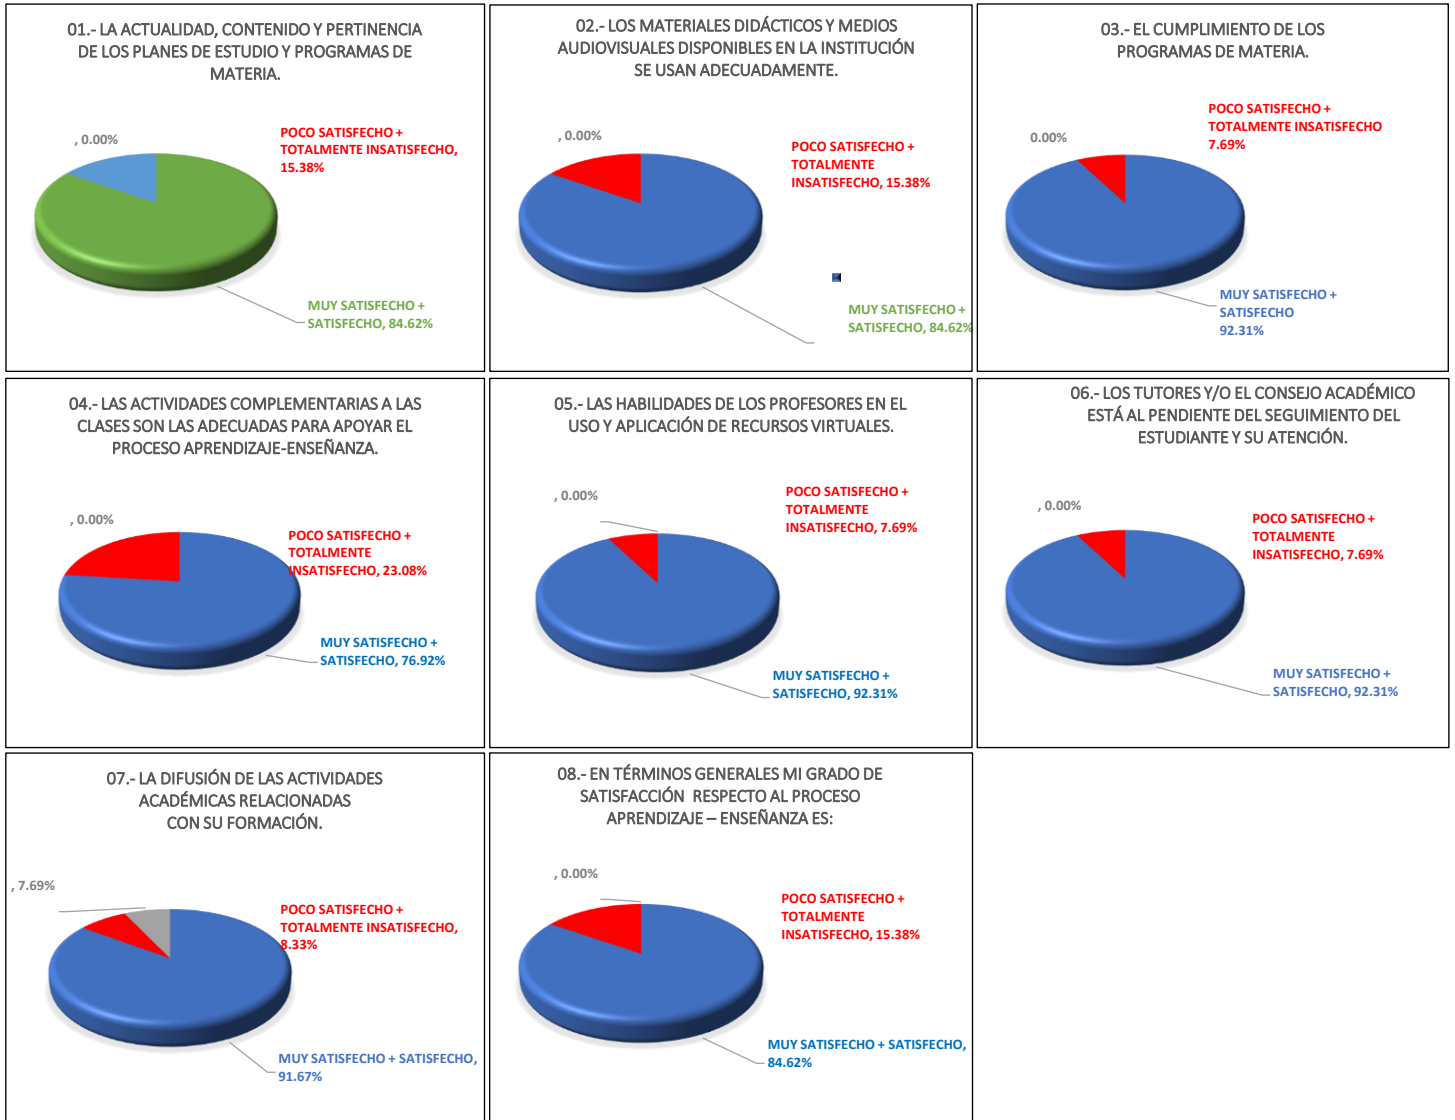 01.- LA ACTUALIDAD, CONTENIDO Y PERTINENCIA
DE LOS PLANES DE ESTUDIO Y PROGRAMAS DE
MATERIA.
, 0.00%
POCO SATISFECHO +
TOTALMENTE INSATISFECHO,
15.38%
MUY SATISFECHO +
SATISFECHO, 84.62%
02.- LOS MATERIALES DIDÁCTICOS Y MEDIOS
AUDIOVISUALES DISPONIBLES EN LA INSTITUCIÓN
SE USAN ADECUADAMENTE.
, 0.00%
POCO SATISFECHO +
TOTALMENTE
INSATISFECHO, 15.38%
MUY SATISFECHO +
SATISFECHO, 84.62%
03.- EL CUMPLIMIENTO DE LOS
PROGRAMAS DE MATERIA.
0.00%
POCO SATISFECHO +
TOTALMENTE INSATISFECHO
7.69%
MUY SATISFECHO +
SATISFECHO
92.31%
04.- LAS ACTIVIDADES COMPLEMENTARIAS A LAS
CLASES SON LAS ADECUADAS PARA APOYAR EL
PROCESO APRENDIZAJE-ENSEÑANZA.
, 0.00%
POCO SATISFECHO +
TOTALMENTE
INSATISFECHO, 23.08%
MUY SATISFECHO +
SATISFECHO, 76.92%
05.- LAS HABILIDADES DE LOS PROFESORES EN EL
USO Y APLICACIÓN DE RECURSOS VIRTUALES.
, 0.00%
POCO SATISFECHO +
TOTALMENTE
INSATISFECHO, 7.69%
MUY SATISFECHO +
SATISFECHO, 92.31%
06.- LOS TUTORES Y/O EL CONSEJO ACADÉMICO
ESTÁ AL PENDIENTE DEL SEGUIMIENTO DEL
ESTUDIANTE Y SU ATENCIÓN.
, 0.00%
POCO SATISFECHO +
TOTALMENTE
INSATISFECHO, 7.69%
MUY SATISFECHO +
SATISFECHO, 92.31%
07.- LA DIFUSIÓN DE LAS ACTIVIDADES
ACADÉMICAS RELACIONADAS
CON SU FORMACIÓN.
, 7.69%
POCO SATISFECHO +
TOTALMENTE INSATISFECHO,
8.33%
MUY SATISFECHO + SATISFECHO,
91.67%
08.- EN TÉRMINOS GENERALES MI GRADO DE
SATISFACCIÓN  RESPECTO AL PROCESO
APRENDIZAJE – ENSEÑANZA ES:
, 0.00%
POCO SATISFECHO +
TOTALMENTE
INSATISFECHO, 15.38%
MUY SATISFECHO + SATISFECHO,
84.62%